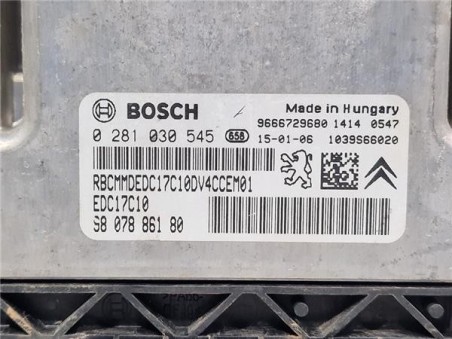 BOSCH
Made in Hungary
9666729680 1414 0547
0 281 030 545 658
15-01-06 1039S66020
RBCMMDEDC17C10DV4CCEM01
EDC17C10
S8 078 861 80